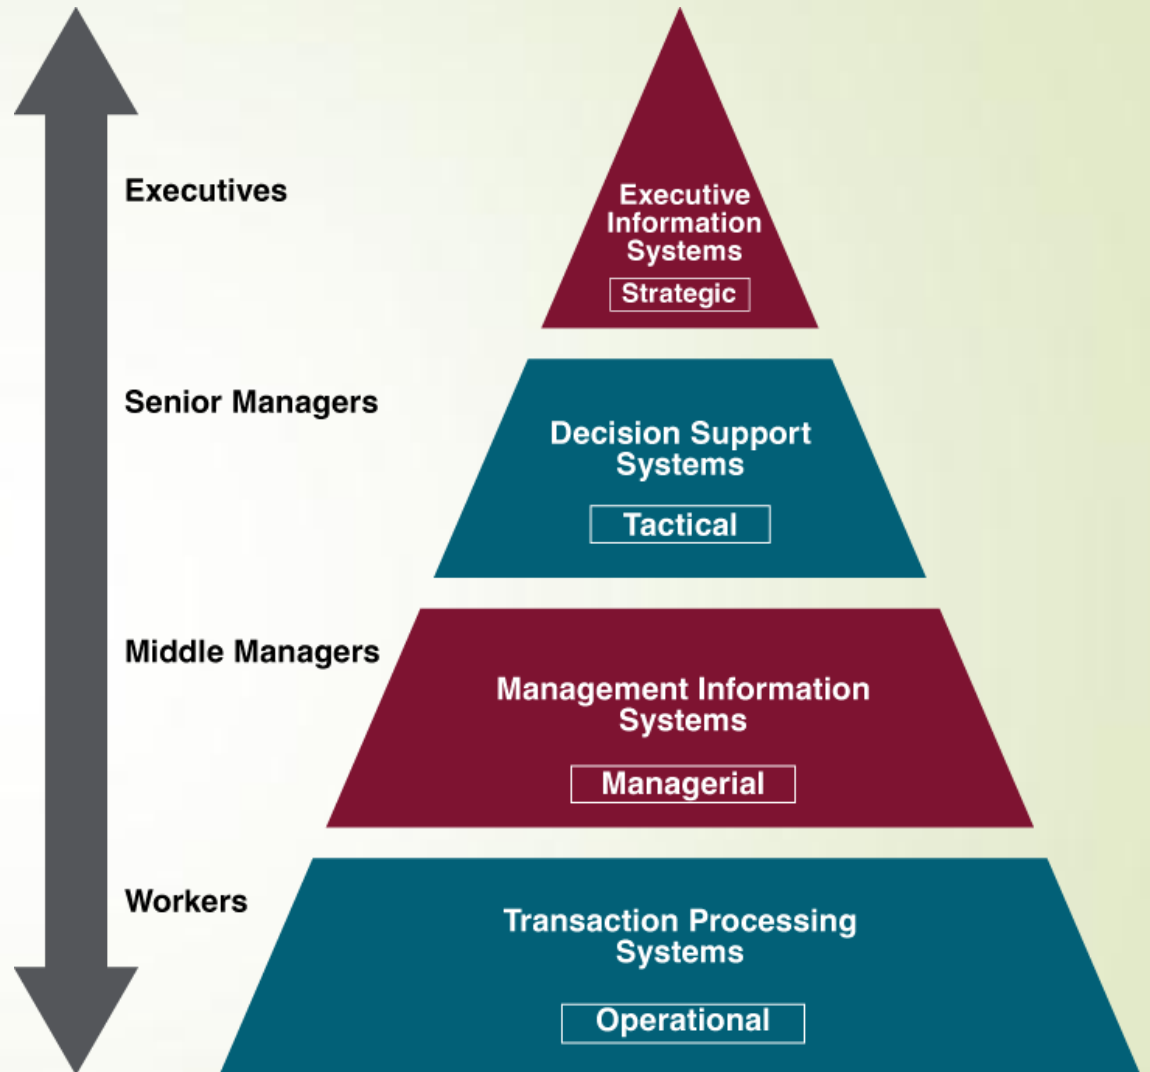 Executives
Executive
Information
Systems
Strategic
Senior Managers
Decision Support
Systems
Tactical
Middle Managers
Management Information
Systems
Managerial
Workers
Transaction Processing
Systems
Operational